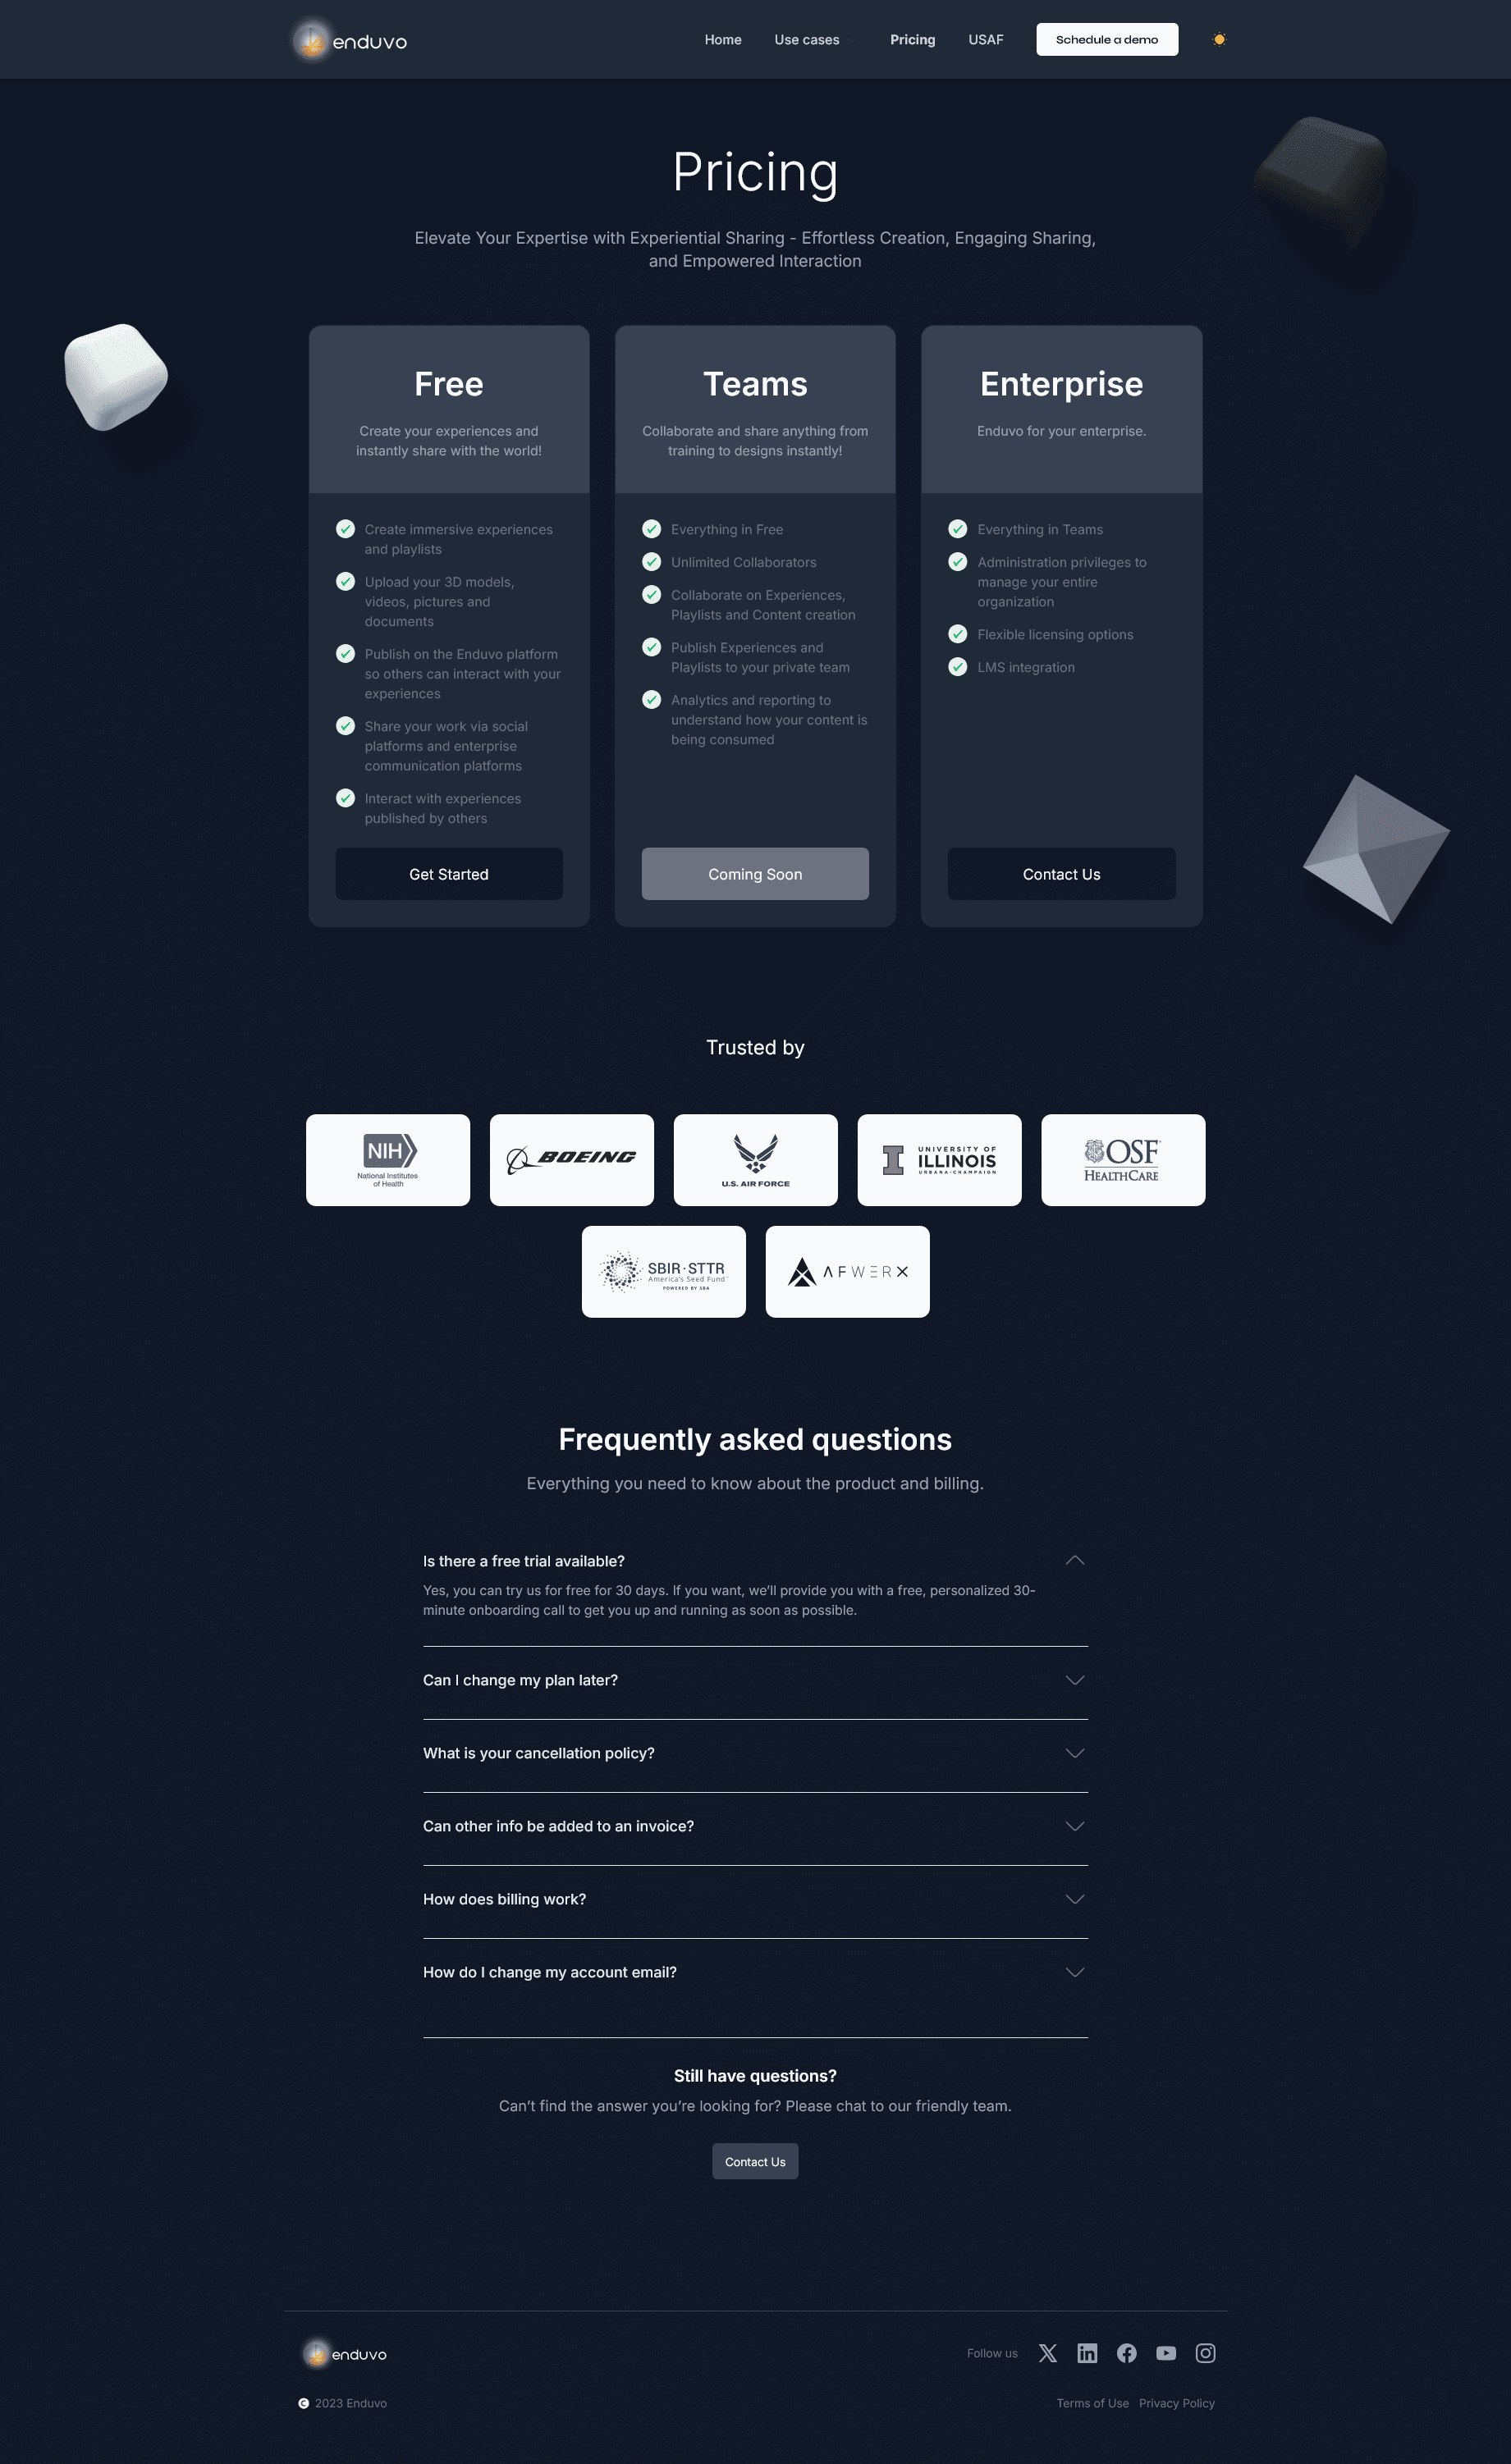 enduvo
Home
Use cases
Pricing
USAF
Schedule a demo
Pricing
Elevate Your Expertise with Experiential Sharing - Effortless Creation, Engaging Sharing,
and Empowered Interaction
Free
Create your experiences and
instantly share with the world!
Create immersive experiences
and playlists
Upload your 3D models,
videos, pictures and
documents
Publish on the Enduvo platform
so others can interact with your
experiences
Share your work via social
platforms and enterprise
communication platforms
Interact with experiences
published by others
Get Started
Teams
Collaborate and share anything from
training to designs instantly!
Everything in Free
Unlimited Collaborators
Collaborate on Experiences,
Playlists and Content creation
Publish Experiences and
Playlists to your private team
Analytics and reporting to
understand how your content is
being consumed
Coming Soon
Enterprise
Enduvo for your enterprise.
Everything in Teams
Administration privileges to
manage your entire
organization
Flexible licensing options
LMS integration
Contact Us
Trusted by
NIH
National Institutes
of Health
BOEING
U.S. AIR FORCE
UNIVERSITY OF
ILLINOIS
URBANA-CHAMPAIGN
OSF
HEALTHCARE
SBIR·STTR
America's Seed Fund™
POWERED BY SBA
AFWERX
Frequently asked questions
Everything you need to know about the product and billing.
Is there a free trial available?
Yes, you can try us for free for 30 days. If you want, we’ll provide you with a free, personalized 30-
minute onboarding call to get you up and running as soon as possible.
Can I change my plan later?
What is your cancellation policy?
Can other info be added to an invoice?
How does billing work?
How do I change my account email?
Still have questions?
Can’t find the answer you’re looking for? Please chat to our friendly team.
Contact Us
enduvo
Follow us
© 2023 Enduvo
Terms of Use
Privacy Policy